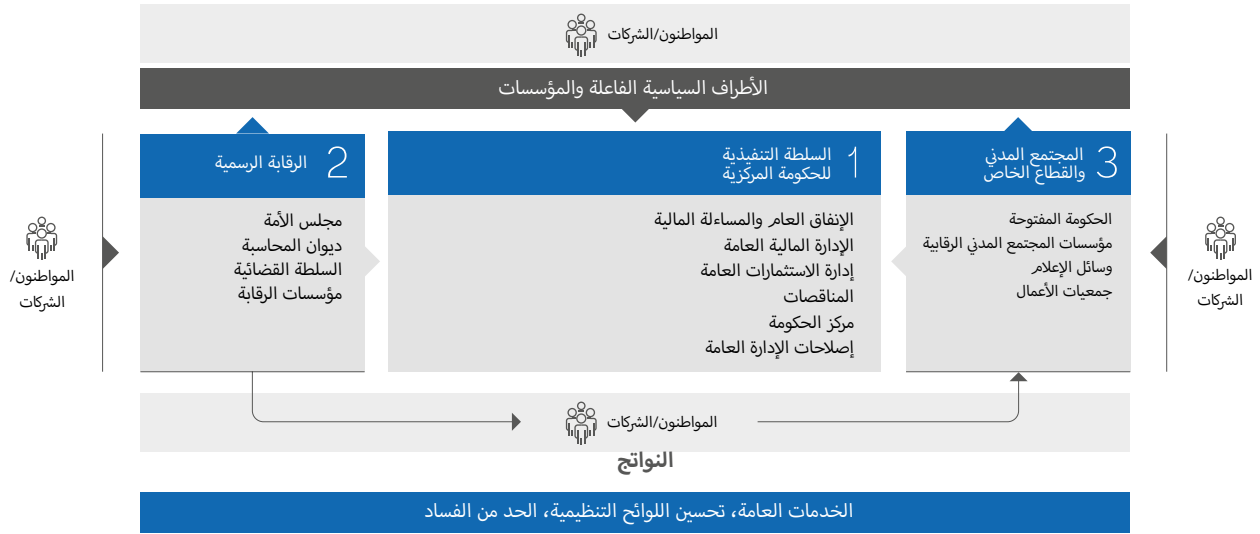 المواطنون/الشركات
الأطراف السياسية الفاعلة والمؤسسات
المواطنون/
الشركات
3
المجتمع المدني
والقطاع الخاص
الحكومة المفتوحة
مؤسسات المجتمع المدني الرقابية
وسائل الإعلام
جمعيات الأعمال
1
السلطة التنفيذية
للحكومة المركزية
الإنفاق العام والمساءلة المالية
الإدارة المالية العامة
إدارة الاستثمارات العامة
المناقصات
مركز الحكومة
إصلاحات الإدارة العامة
2
الرقابة الرسمية
مجلس الأمة
ديوان المحاسبة
السلطة القضائية
مؤسسات الرقابة
المواطنون/
الشركات
المواطنون/الشركات
النواتج
الخدمات العامة، تحسين اللوائح التنظيمية، الحد من الفساد